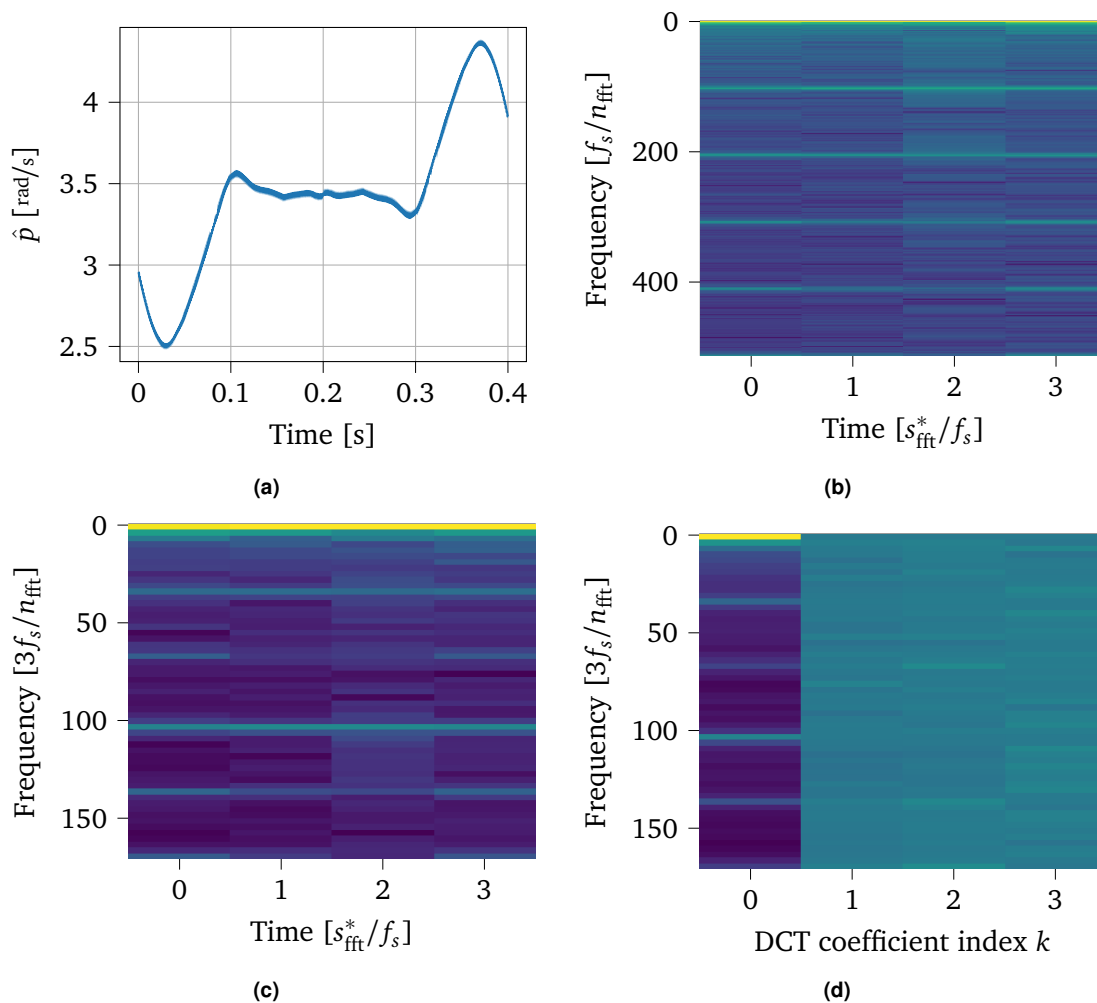 4
3.5
3
2.5
p̂ [rad/s]
0 0.1 0.2 0.3 0.4
Time [s]
(a)
0
200
400
Frequency [f_s/n_fft]
0 1 2 3
Time [s*_fft/f_s]
(b)
0
50
100
150
Frequency [3f_s/n_fft]
0 1 2 3
Time [s*_fft/f_s]
(c)
0
50
100
150
Frequency [3f_s/n_fft]
0 1 2 3
DCT coefficient index k
(d)